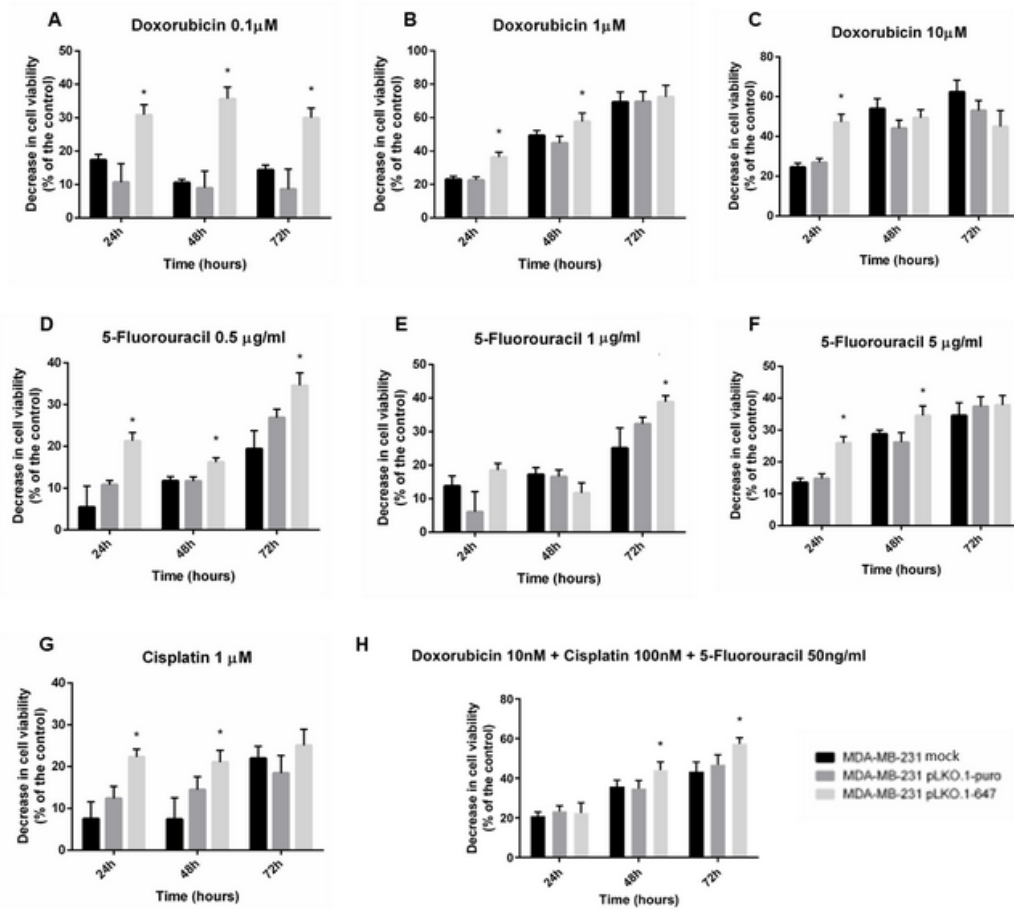 A
Doxorubicin 0.1μM
Decrease in cell viability
(% of the control)
50
40
30
20
10
0
*
*
*
24h
48h
72h
Time (hours)
B
Doxorubicin 1μM
Decrease in cell viability
(% of the control)
100
80
60
40
20
0
*
*
24h
48h
72h
Time (hours)
C
Doxorubicin 10μM
Decrease in cell viability
(% of the control)
80
60
40
20
0
*
24h
48h
72h
Time (hours)
D
5-Fluorouracil 0.5 μg/ml
Decrease in cell viability
(% of the control)
40
30
20
10
0
*
*
*
24h
48h
72h
Time (hours)
E
5-Fluorouracil 1 μg/ml
Decrease in cell viability
(% of the control)
50
40
30
20
10
0
*
24h
48h
72h
Time (hours)
F
5-Fluorouracil 5 μg/ml
Decrease in cell viability
(% of the control)
50
40
30
20
10
0
*
*
24h
48h
72h
Time (hours)
G
Cisplatin 1 μM
Decrease in cell viability
(% of the control)
40
30
20
10
0
*
*
24h
48h
72h
Time (hours)
H
Doxorubicin 10nM + Cisplatin 100nM + 5-Fluorouracil 50ng/ml
Decrease in cell viability
(% of the control)
80
60
40
20
0
*
*
24h
48h
72h
Time (hours)
MDA-MB-231 mock
MDA-MB-231 pLKO.1-puro
MDA-MB-231 pLKO.1-647